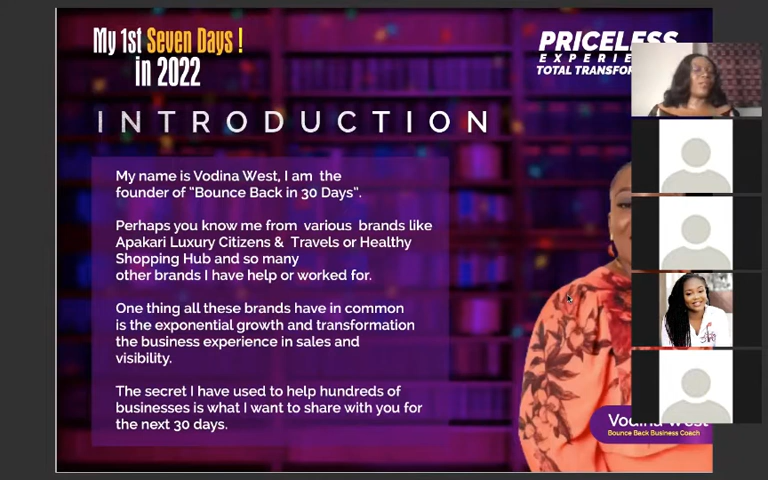 My 1st Seven Days !
in 2022
PRICELESS
INTRODUCTION
My name is Vodina West, I am the
founder of "Bounce Back in 30 Days".
Perhaps you know me from various brands like
Apakari Luxury Citizens & Travels or Healthy
Shopping Hub and so many
other brands I have help or worked for.
One thing all these brands have in common
is the exponential growth and transformation
the business experience in sales and
visibility.
The secret I have used to help hundreds of
businesses is what I want to share with you for
the next 30 days.
TOTAL
Vodina West
Bounce Back Business Coach